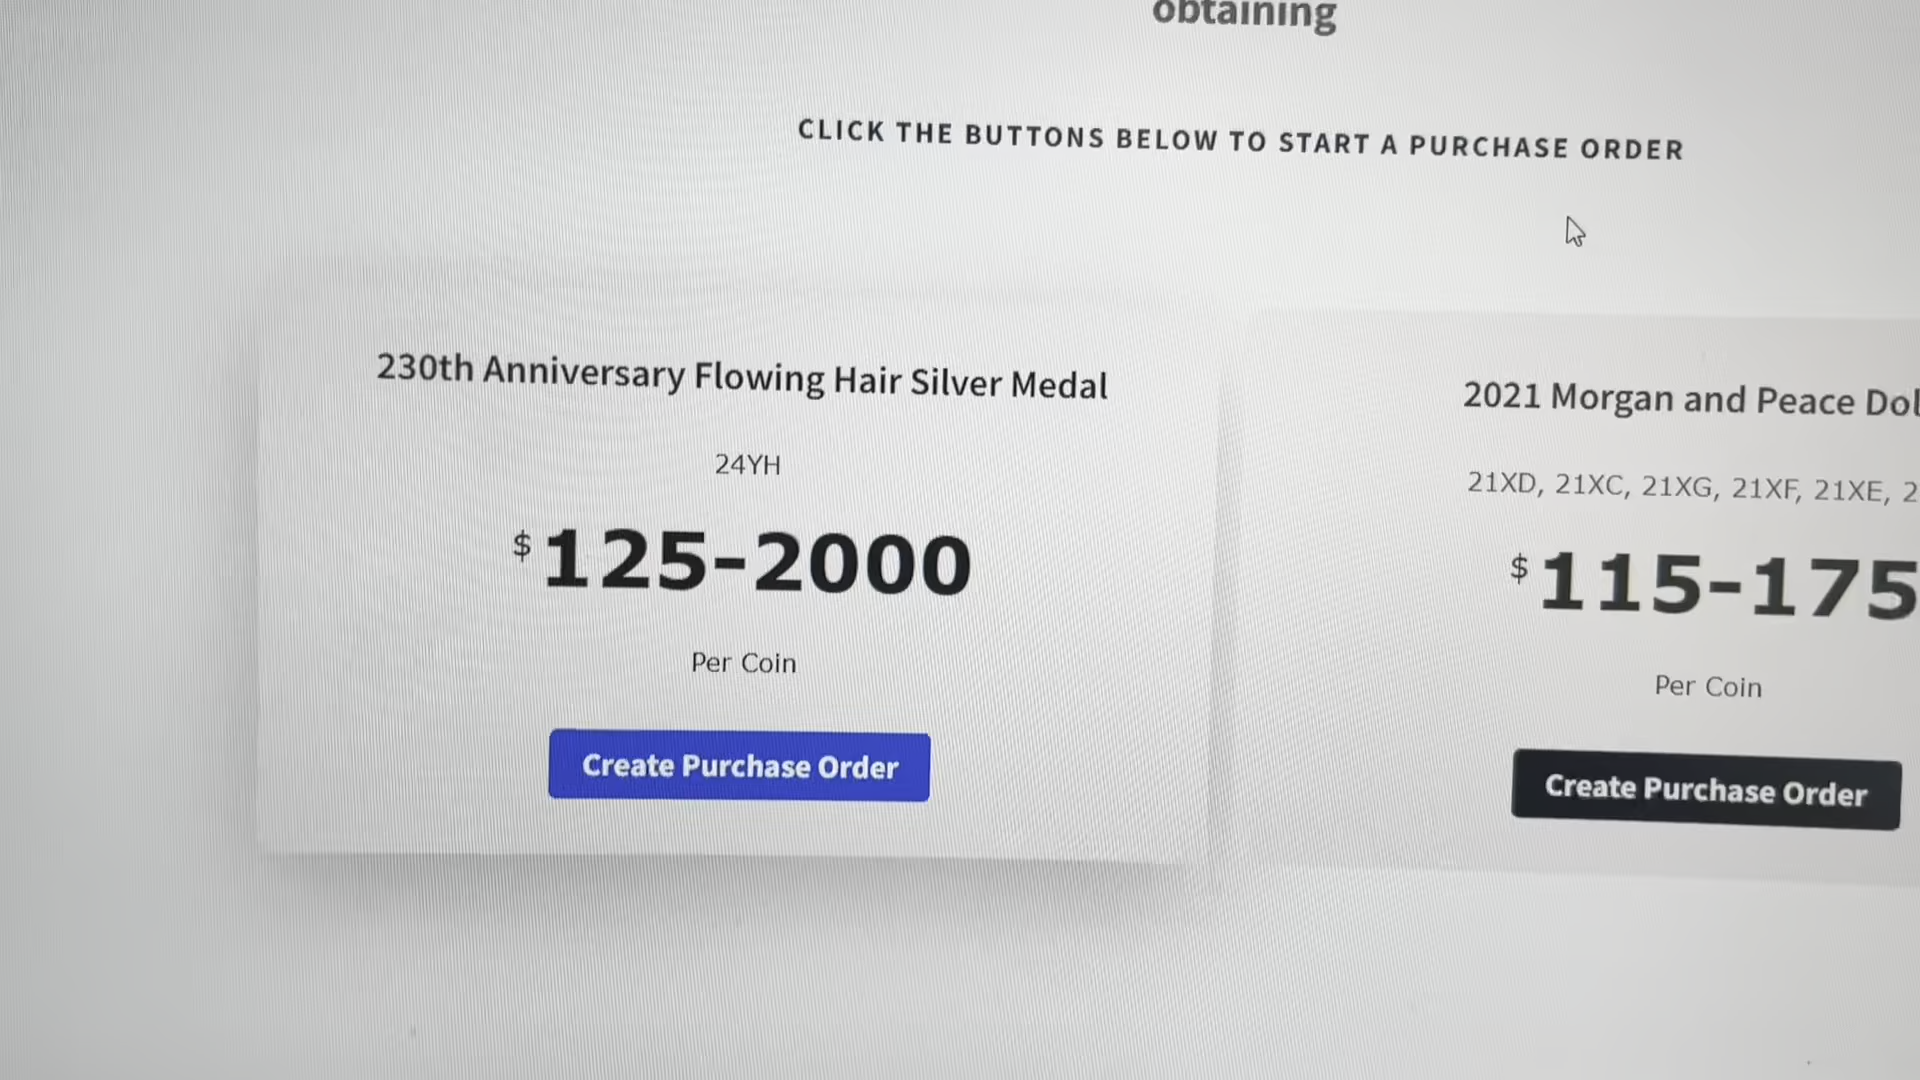 obtaining
CLICK THE BUTTONS BELOW TO START A PURCHASE ORDER
230th Anniversary Flowing Hair Silver Medal
24YH
$125-2000
Per Coin
Create Purchase Order
2021 Morgan and Peace
21XD, 21XC, 21XG, 21XF, 21XE,
$115-175
Per Coin
Create Purchase Order